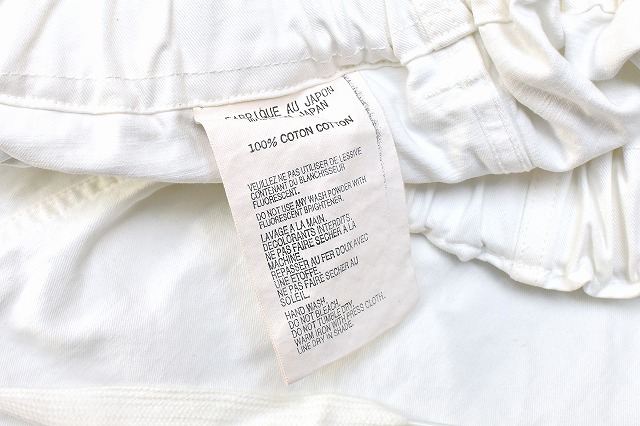 FABRIQUE AU JAPON
JAPAN
100% COTON COTTON
VEUILLEZ NE PAS UTILISER DE LESSIVE
CONTENANT DU BLANCHISSEUR
FLUORESCENT.
DO NOT USE ANY WASH POWDER WITH
FLUORESCENT BRIGHTENER.
LAVAGE A LA MAIN.
DECOLORANTS INTERDITS.
NE PAS FAIRE SECHER A LA
MACHINE.
REPASSER AU FER DOUX AVEC
UNE ETOFFE.
NE PAS FAIRE SECHER AU
SOLEIL.
HAND WASH.
DO NOT BLEACH.
DO NOT TUMBLE DRY.
WARM IRON WITH PRESS CLOTH.
LINE DRY IN SHADE.